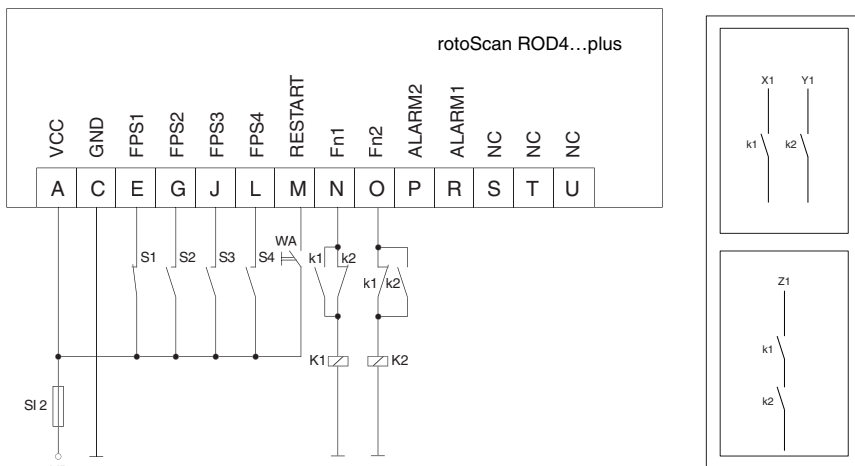 rotoScan ROD4...plus
VCC GND FPS1 FPS2 FPS3 FPS4 RESTART Fn1 Fn2 ALARM2 ALARM1 NC NC NC
A C E G J L M N O P R S T U
S1 S2 S3 S4 WA k1 k2
k1 k2
K1 K2
SI 2
X1 Y1
k1 k2
Z1
k1
k2